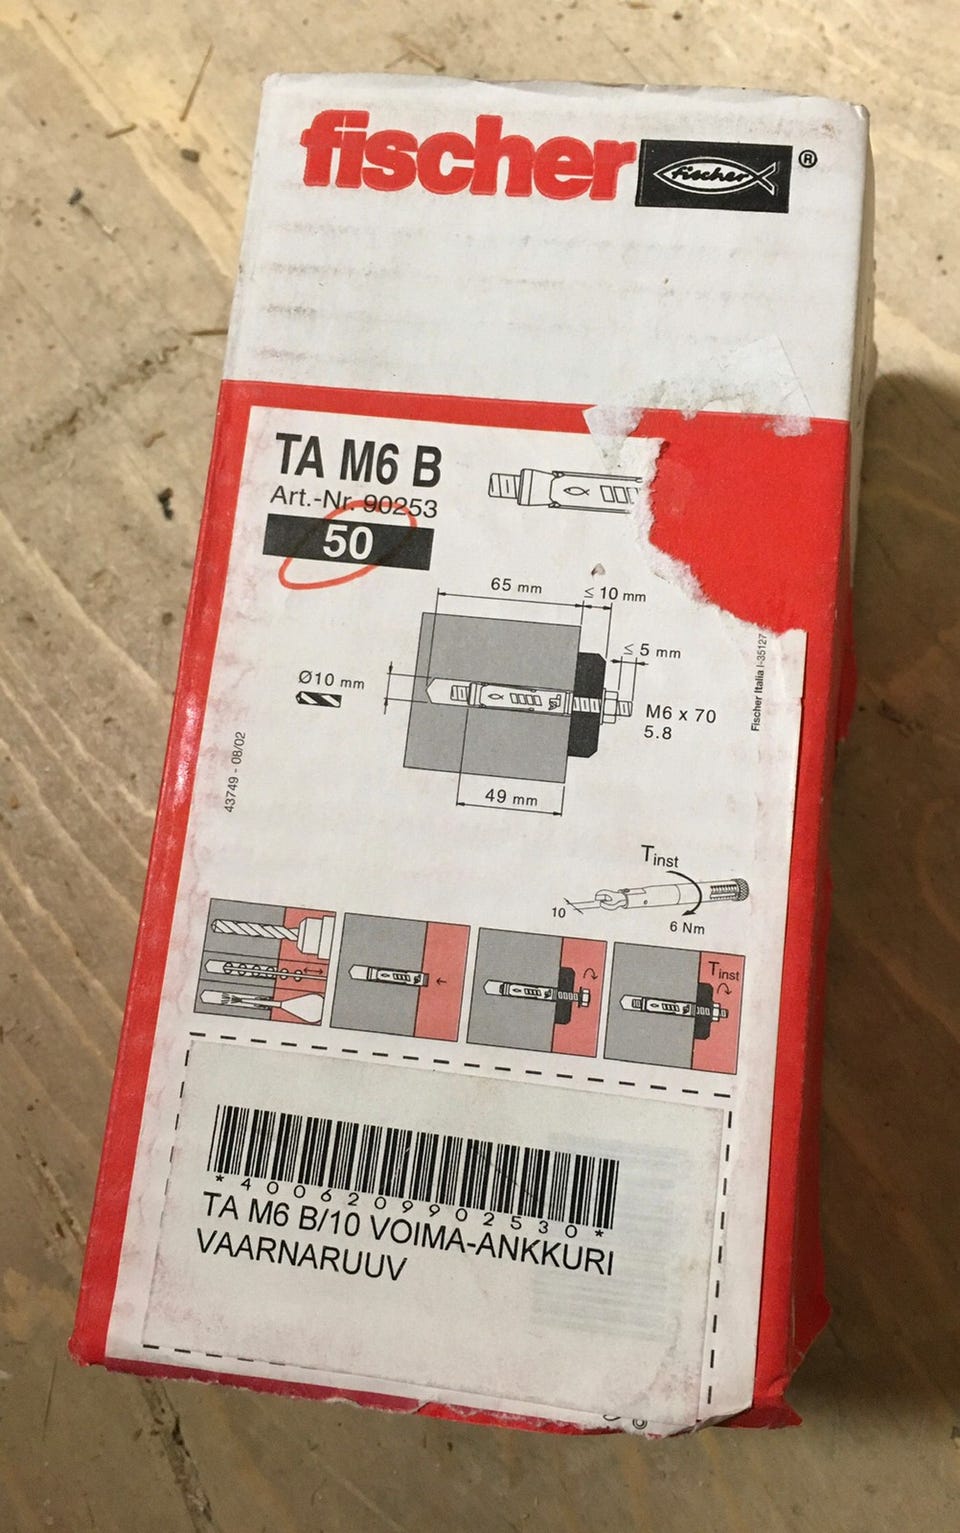 fischer fischer ®
TA M6 B
Art.-Nr. 90253
50
65 mm
≤ 10 mm
≤ 5 mm
Ø10 mm
M6 x 70
5.8
49 mm
43749 - 08/02
Fischer Italia I-35127
Tinst
10
6 Nm
Tinst
*4006209902530*
TA M6 B/10 VOIMA-ANKKURI
VAARNARUUV